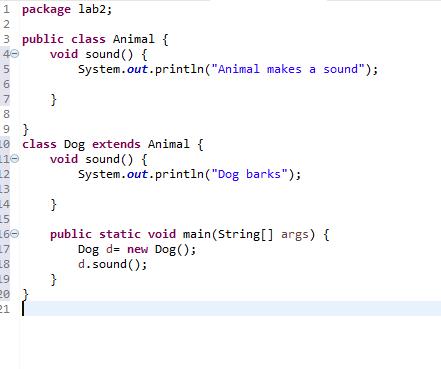 1 package lab2;
2
3 public class Animal {
4 void sound() {
5 System.out.println("Animal makes a sound");
6
7 }
8
9 }
10 class Dog extends Animal {
11 void sound() {
12 System.out.println("Dog barks");
13
14 }
15
16 public static void main(String[] args) {
17 Dog d= new Dog();
18 d.sound();
19 }
20 }
21